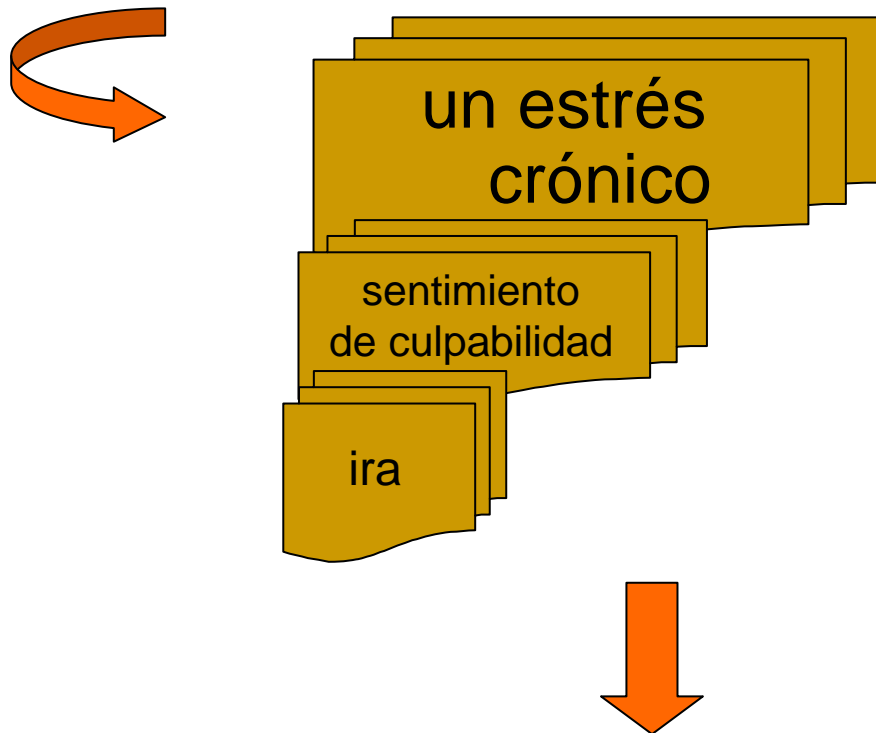 un estrés
crónico
sentimiento
de culpabilidad
ira